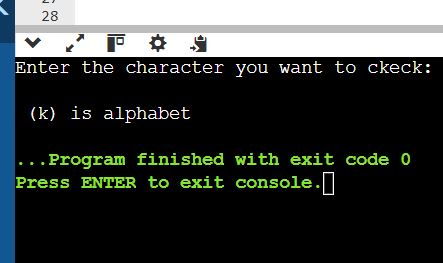 28
Enter the character you want to ckeck:
(k) is alphabet
...Program finished with exit code 0
Press ENTER to exit console.